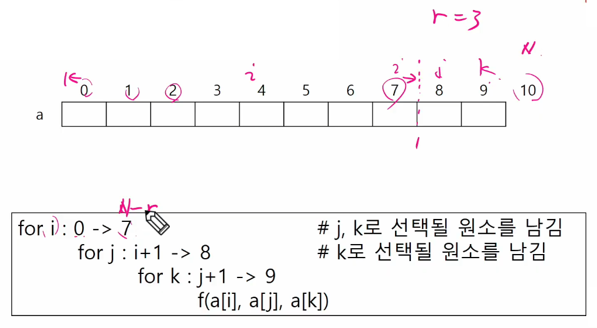 r=3
i i j k N
0 1 2 3 4 5 6 7 8 9 10
a
N-r
for i : 0 -> 7 # j, k로 선택될 원소를 남김
for j : i+1 -> 8 # k로 선택될 원소를 남김
for k : j+1 -> 9
f(a[i], a[j], a[k])